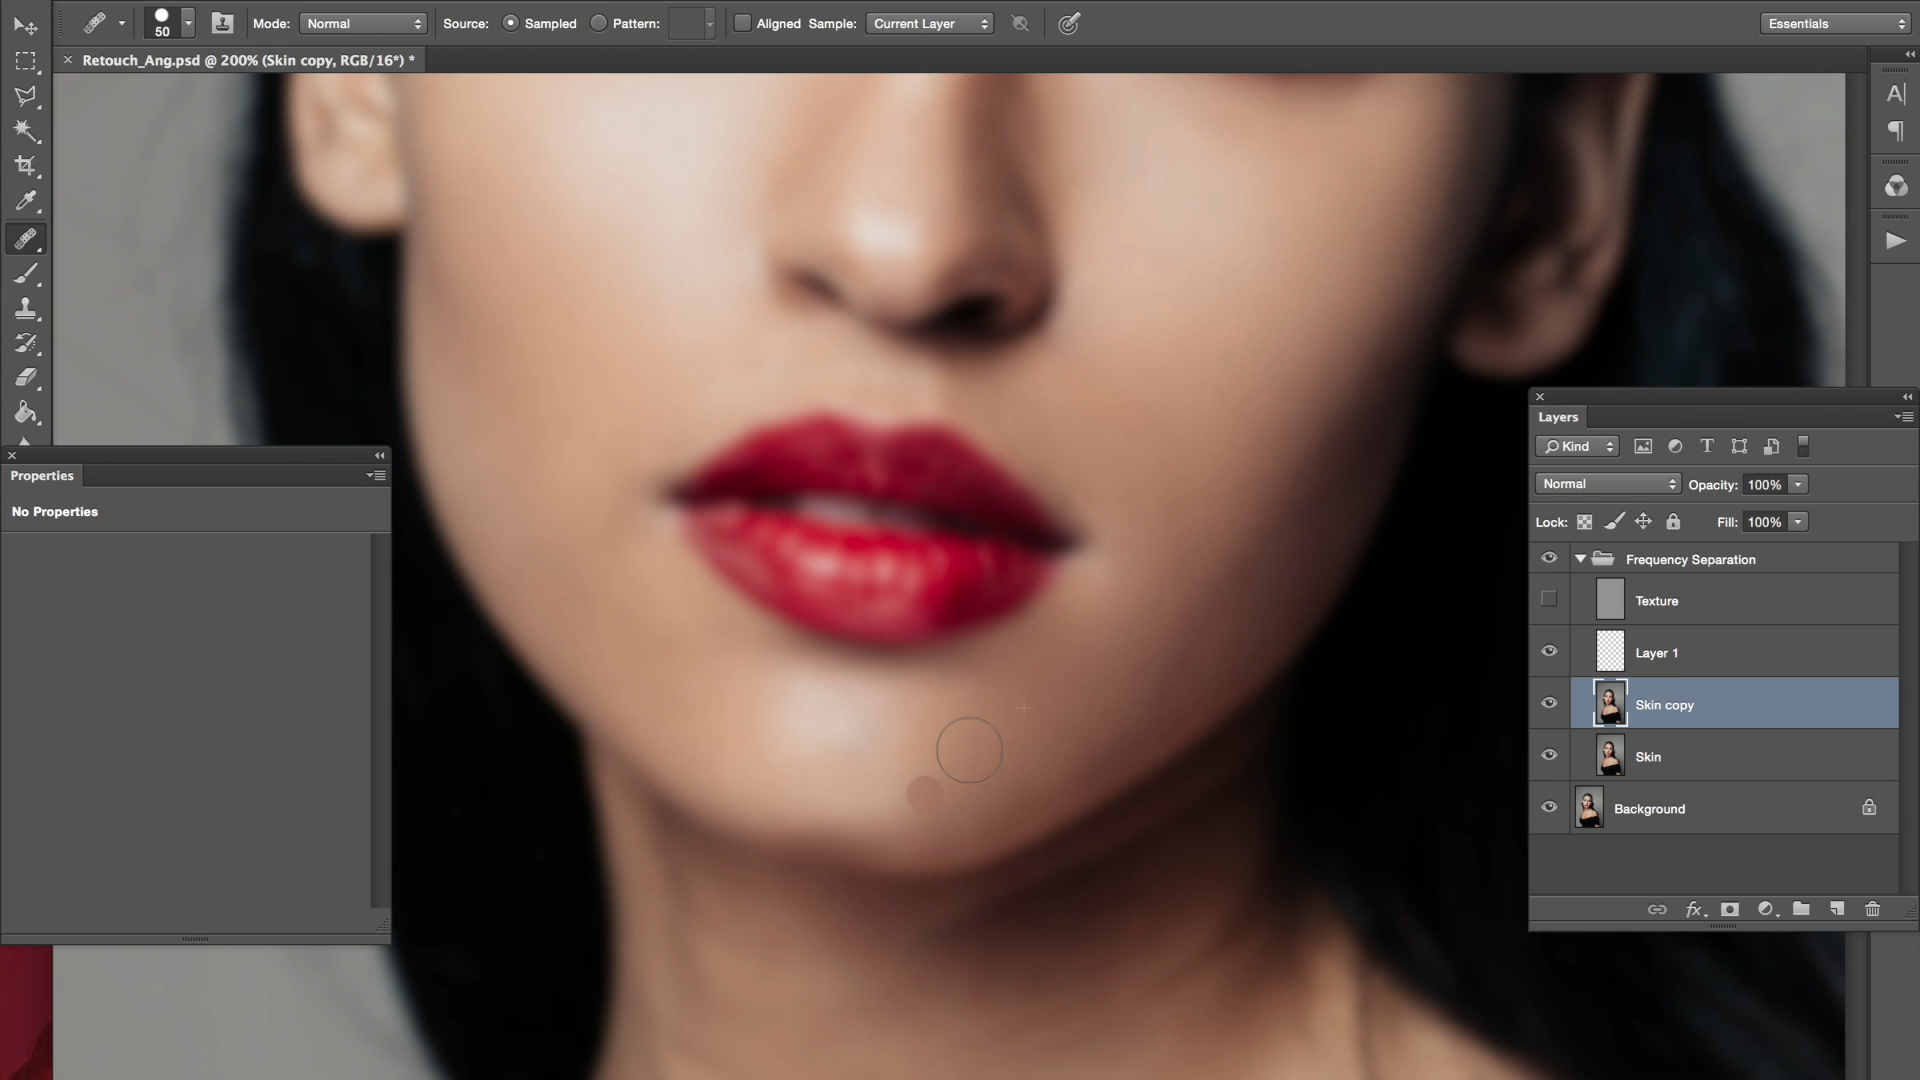 50 Mode: Normal Source: Sampled Pattern: Aligned Sample: Current Layer Essentials
× Retouch_Ang.psd @ 200% (Skin copy, RGB/16*) *
Layers
Kind
Normal Opacity: 100%
Lock: Fill: 100%
Frequency Separation
Texture
Layer 1
Skin copy
Skin
Background
fx
Properties
No Properties